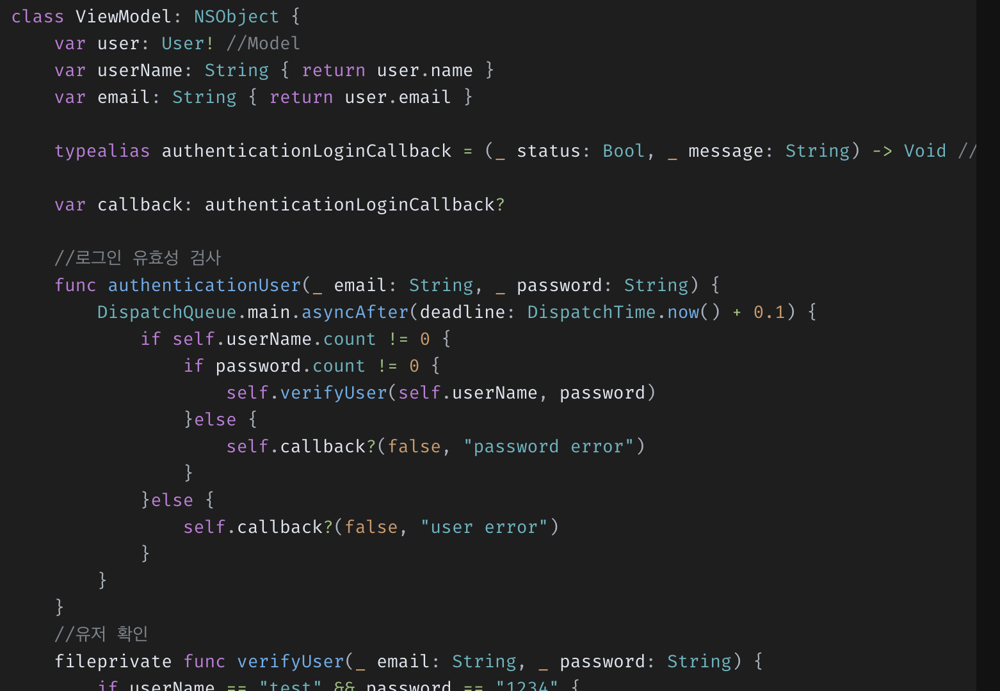 class ViewModel: NSObject {
    var user: User! //Model
    var userName: String { return user.name }
    var email: String { return user.email }

    typealias authenticationLoginCallback = (_ status: Bool, _ message: String) -> Void //

    var callback: authenticationLoginCallback?

    //로그인 유효성 검사
    func authenticationUser(_ email: String, _ password: String) {
        DispatchQueue.main.asyncAfter(deadline: DispatchTime.now() + 0.1) {
            if self.userName.count != 0 {
                if password.count != 0 {
                    self.verifyUser(self.userName, password)
                }else {
                    self.callback?(false, "password error")
                }
            }else {
                self.callback?(false, "user error")
            }
        }
    }
    //유저 확인
    fileprivate func verifyUser(_ email: String, _ password: String) {
        if userName == "test" && password == "1234" {